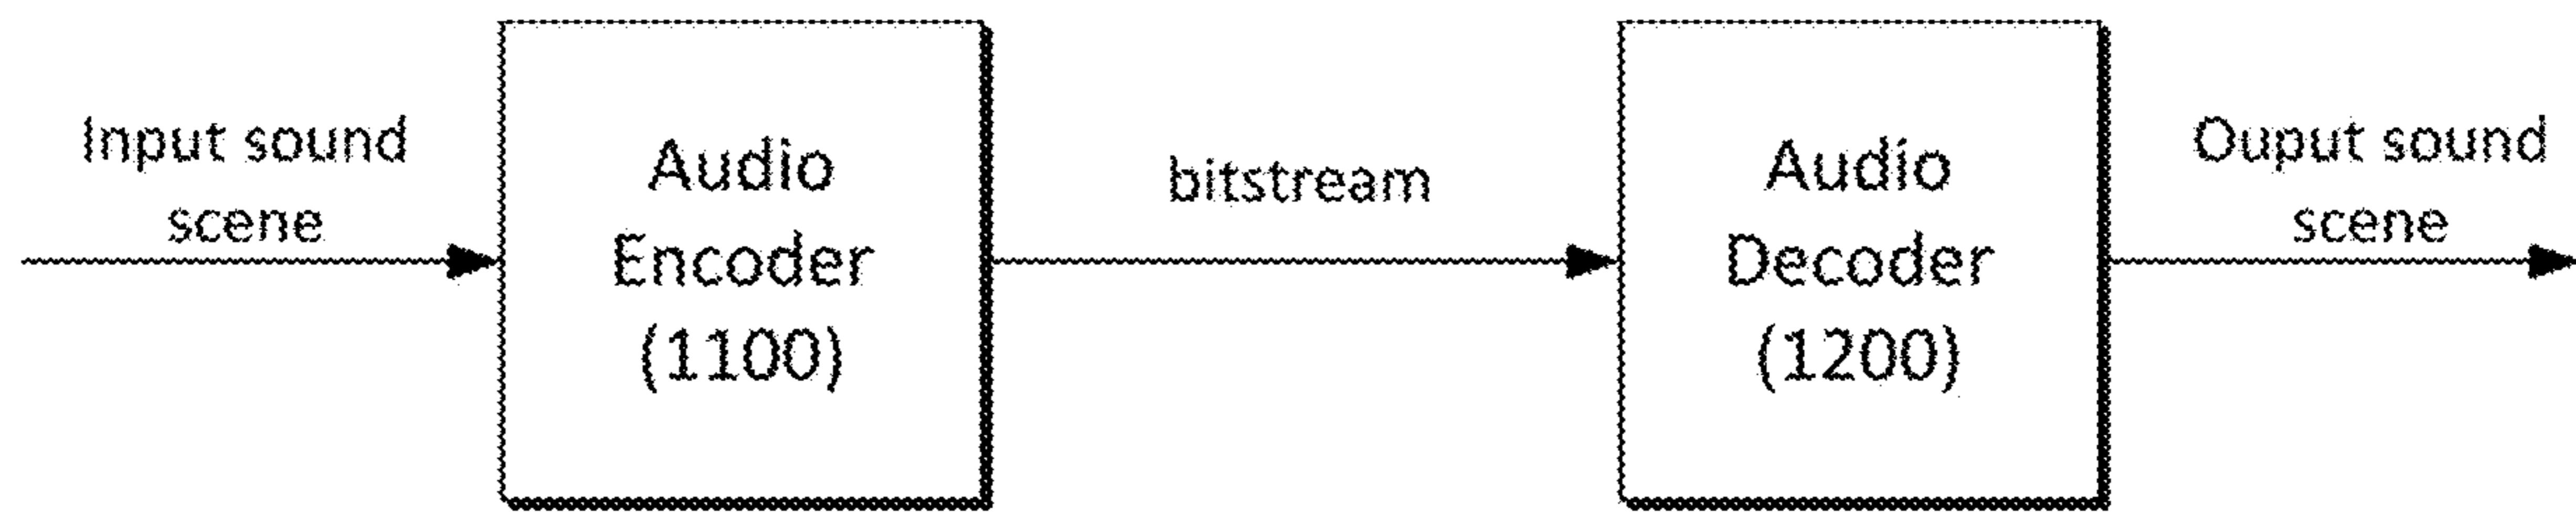 Input sound
scene
Audio
Encoder
(1100)
bitstream
Audio
Decoder
(1200)
Ouput sound
scene